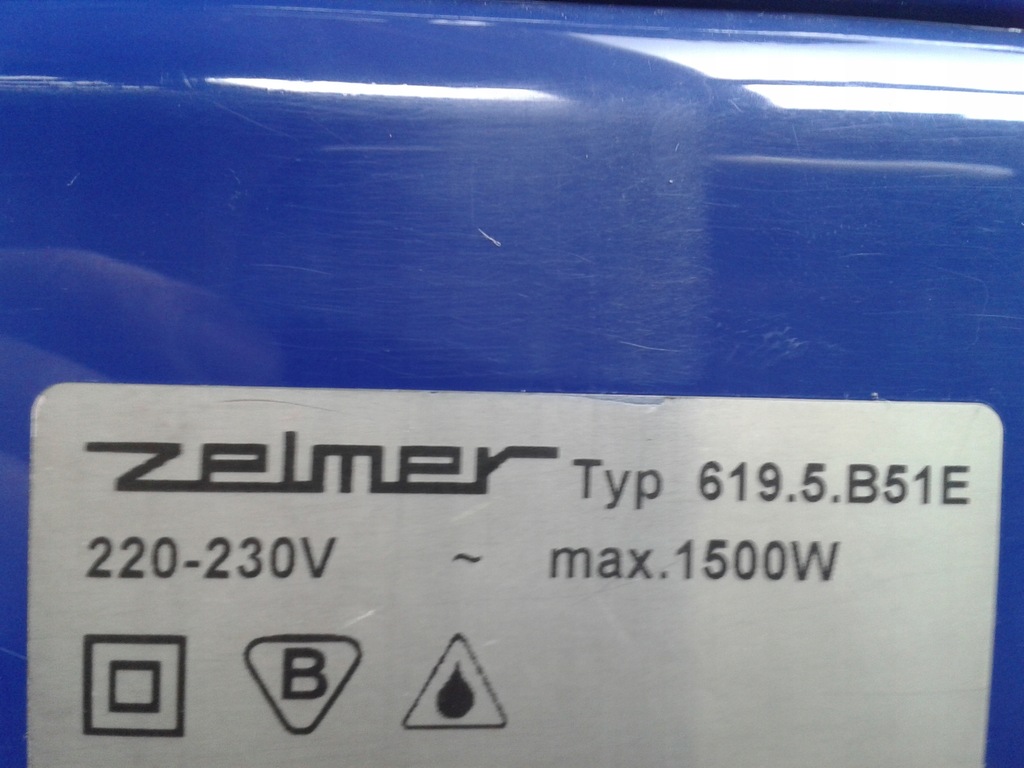 zelmer Typ 619.5.B51E
220-230V ~ max.1500W
B